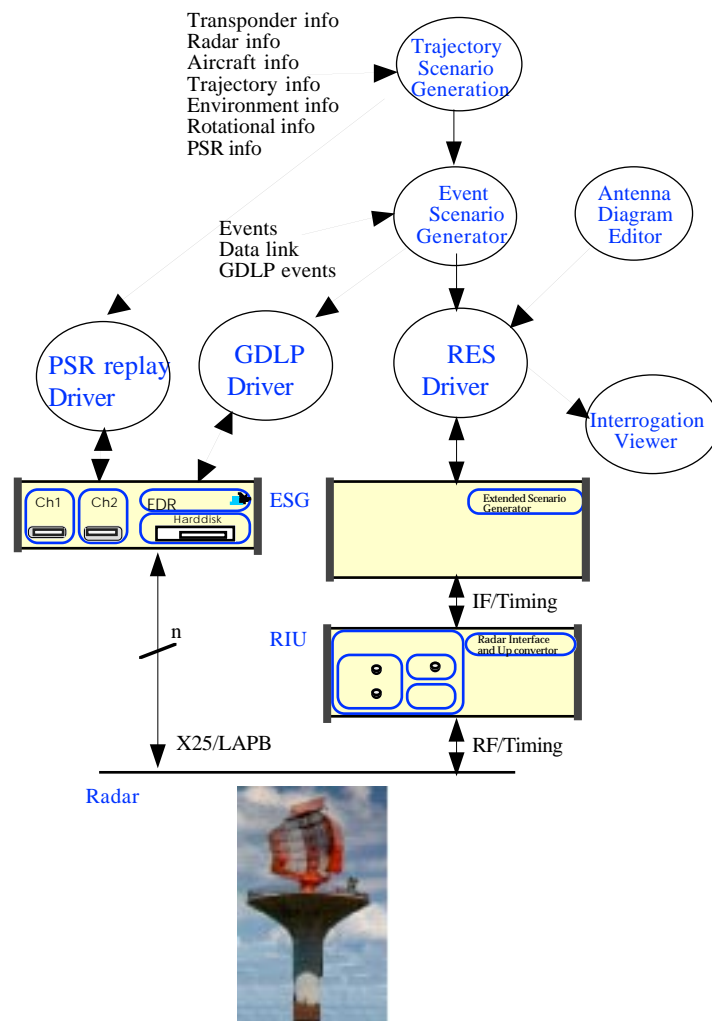 Transponder info
Radar info
Aircraft info
Trajectory info
Environment info
Rotational info
PSR info
Trajectory
Scenario
Generation
Event
Scenario
Generator
Antenna
Diagram
Editor
Events
Data link
GDLP events
PSR replay
Driver
GDLP
Driver
RES
Driver
Interrogation
Viewer
Ch1
Ch2
EDR
Harddisk
ESG
Extended Scenario
Generator
IF/Timing
n
RIU
Radar Interface
and Up convertor
X25/LAPB
RF/Timing
Radar